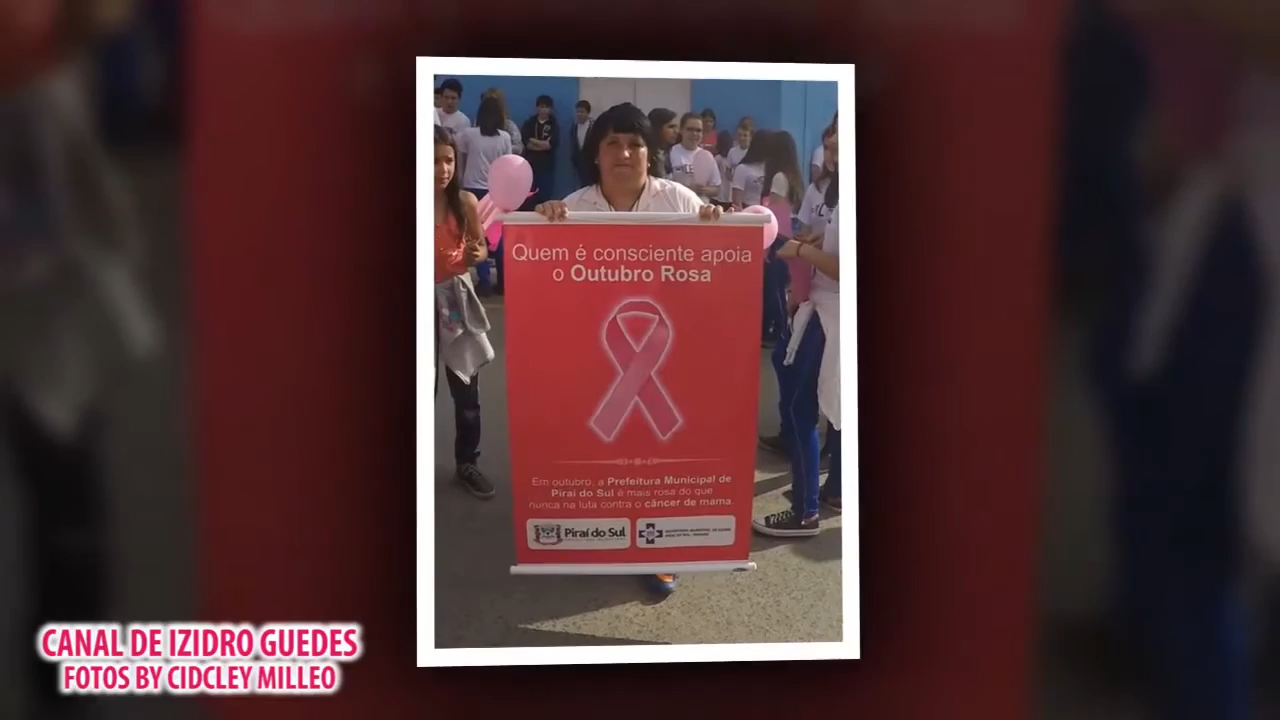 Quem é consciente apoia
o Outubro Rosa
Em outubro, a Prefeitura Municipal de
Piraí do Sul é mais rosa do que
nunca na luta contra o câncer de mama.
Piraí do Sul
CANAL DE IZIDRO GUEDES
FOTOS BY CIDCLEY MILLEO